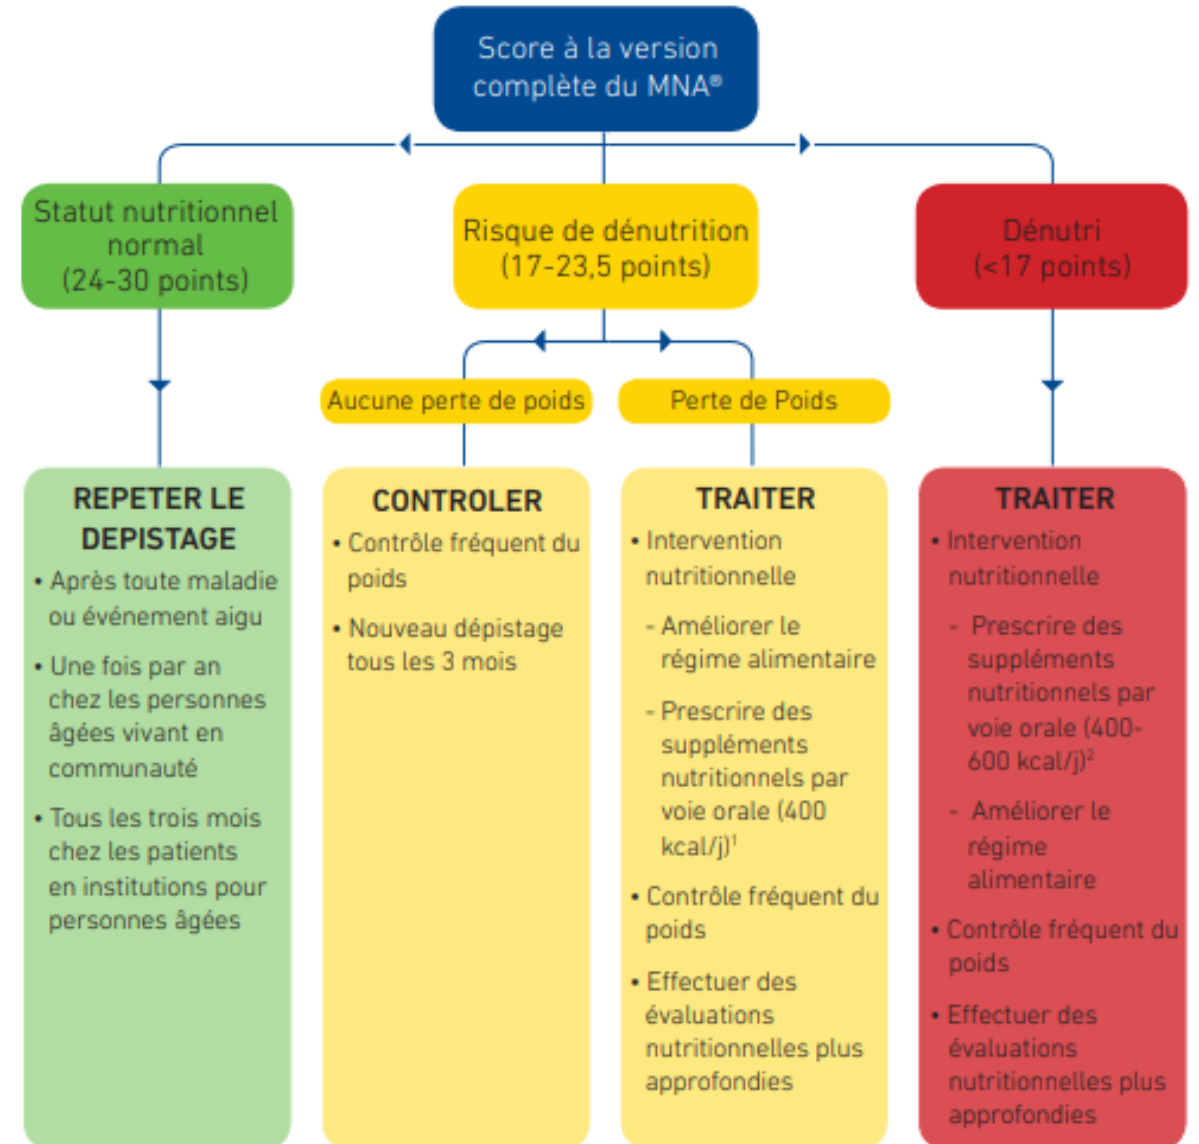 Score à la version
complète du MNA®
Statut nutritionnel
normal
(24-30 points)
Risque de dénutrition
(17-23,5 points)
Dénutri
(<17 points)
Aucune perte de poids
Perte de Poids
REPETER LE
DEPISTAGE
• Après toute maladie
ou événement aigu
• Une fois par an
chez les personnes
âgées vivant en
communauté
• Tous les trois mois
chez les patients
en institutions pour
personnes âgées
CONTROLER
• Contrôle fréquent du
poids
• Nouveau dépistage
tous les 3 mois
TRAITER
• Intervention
nutritionnelle
- Améliorer le
régime alimentaire
- Prescrire des
suppléments
nutritionnels par
voie orale (400
kcal/j)¹
• Contrôle fréquent du
poids
• Effectuer des
évaluations
nutritionnelles plus
approfondies
TRAITER
• Intervention
nutritionnelle
- Prescrire des
suppléments
nutritionnels par
voie orale (400-
600 kcal/j)²
- Améliorer le
régime
alimentaire
• Contrôle fréquent du
poids
• Effectuer des
évaluations
nutritionnelles plus
approfondies